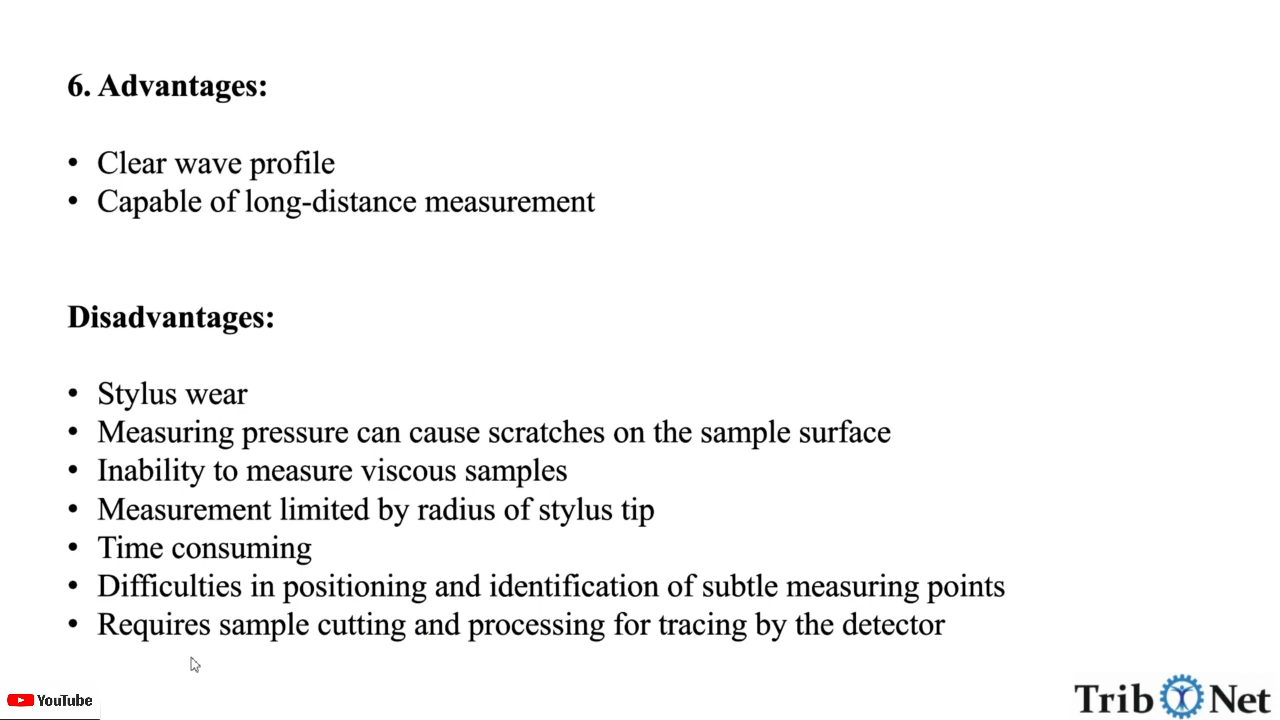 6. Advantages:
• Clear wave profile
• Capable of long-distance measurement
Disadvantages:
• Stylus wear
• Measuring pressure can cause scratches on the sample surface
• Inability to measure viscous samples
• Measurement limited by radius of stylus tip
• Time consuming
• Difficulties in positioning and identification of subtle measuring points
• Requires sample cutting and processing for tracing by the detector
YouTube
Trib Net